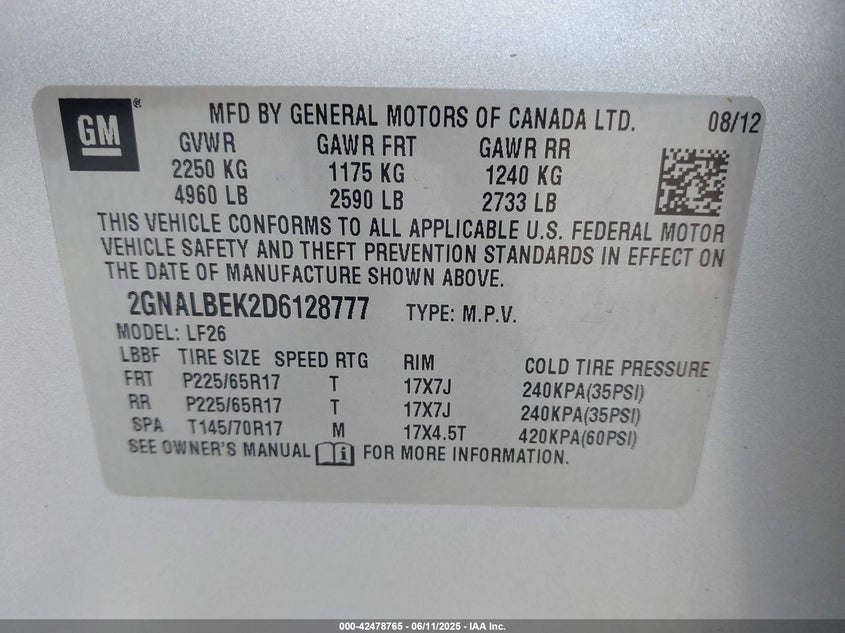 GM ® MFD BY GENERAL MOTORS OF CANADA LTD. 08/12
GVWR GAWR FRT GAWR RR
2250 KG 1175 KG 1240 KG
4960 LB 2590 LB 2733 LB
THIS VEHICLE CONFORMS TO ALL APPLICABLE U.S. FEDERAL MOTOR
VEHICLE SAFETY AND THEFT PREVENTION STANDARDS IN EFFECT ON
THE DATE OF MANUFACTURE SHOWN ABOVE.
2GNALBEK2D6128777 TYPE: M.P.V.
MODEL: LF26
LBBF TIRE SIZE SPEED RTG RIM COLD TIRE PRESSURE
FRT P225/65R17 T 17X7J 240KPA(35PSI)
RR P225/65R17 T 17X7J 240KPA(35PSI)
SPA T145/70R17 M 17X4.5T 420KPA(60PSI)
SEE OWNER'S MANUAL i FOR MORE INFORMATION.
000-42478765 - 06/11/2025 - IAA Inc.